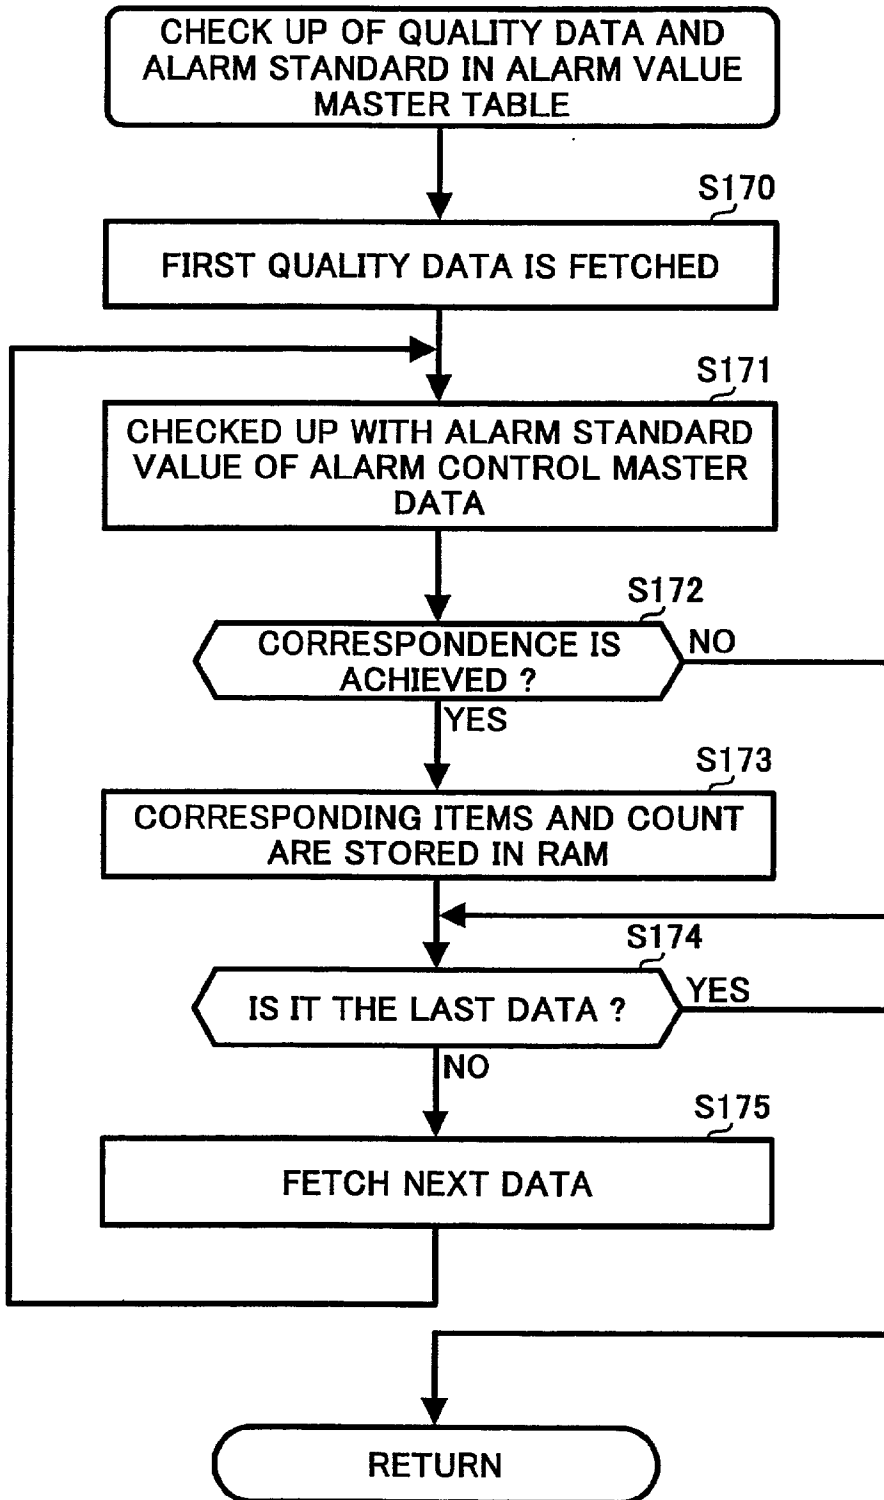 CHECK UP OF QUALITY DATA AND
ALARM STANDARD IN ALARM VALUE
MASTER TABLE
S170
FIRST QUALITY DATA IS FETCHED
S171
CHECKED UP WITH ALARM STANDARD
VALUE OF ALARM CONTROL MASTER
DATA
S172
CORRESPONDENCE IS
ACHIEVED ?
NO
YES
S173
CORRESPONDING ITEMS AND COUNT
ARE STORED IN RAM
S174
IS IT THE LAST DATA ?
YES
NO
S175
FETCH NEXT DATA
RETURN